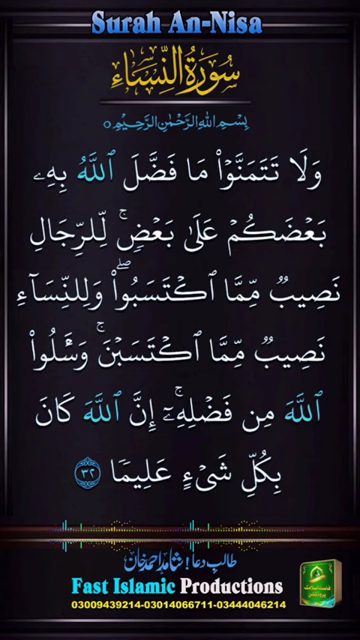 Surah An-Nisa
سُورَةُ النِّسَاءِ
بِسْمِ اللهِ الرَّحْمٰنِ الرَّحِيْمِ
وَلَا تَتَمَنَّوْا۟ مَا فَضَّلَ ٱللَّهُ بِهِۦ
بَعْضَكُمْ عَلَىٰ بَعْضٍ ۚ لِّلرِّجَالِ
نَصِيبٌ مِّمَّا ٱكْتَسَبُوا۟ ۖ وَلِلنِّسَآءِ
نَصِيبٌ مِّمَّا ٱكْتَسَبْنَ ۚ وَسْـَٔلُوا۟
ٱللَّهَ مِن فَضْلِهِۦٓ ۚ إِنَّ ٱللَّهَ كَانَ
بِكُلِّ شَىْءٍ عَلِيمًا ٣٢
طالب دعا! شاہد احمد خان
Fast Islamic Productions
03009439214-03014066711-03444046214